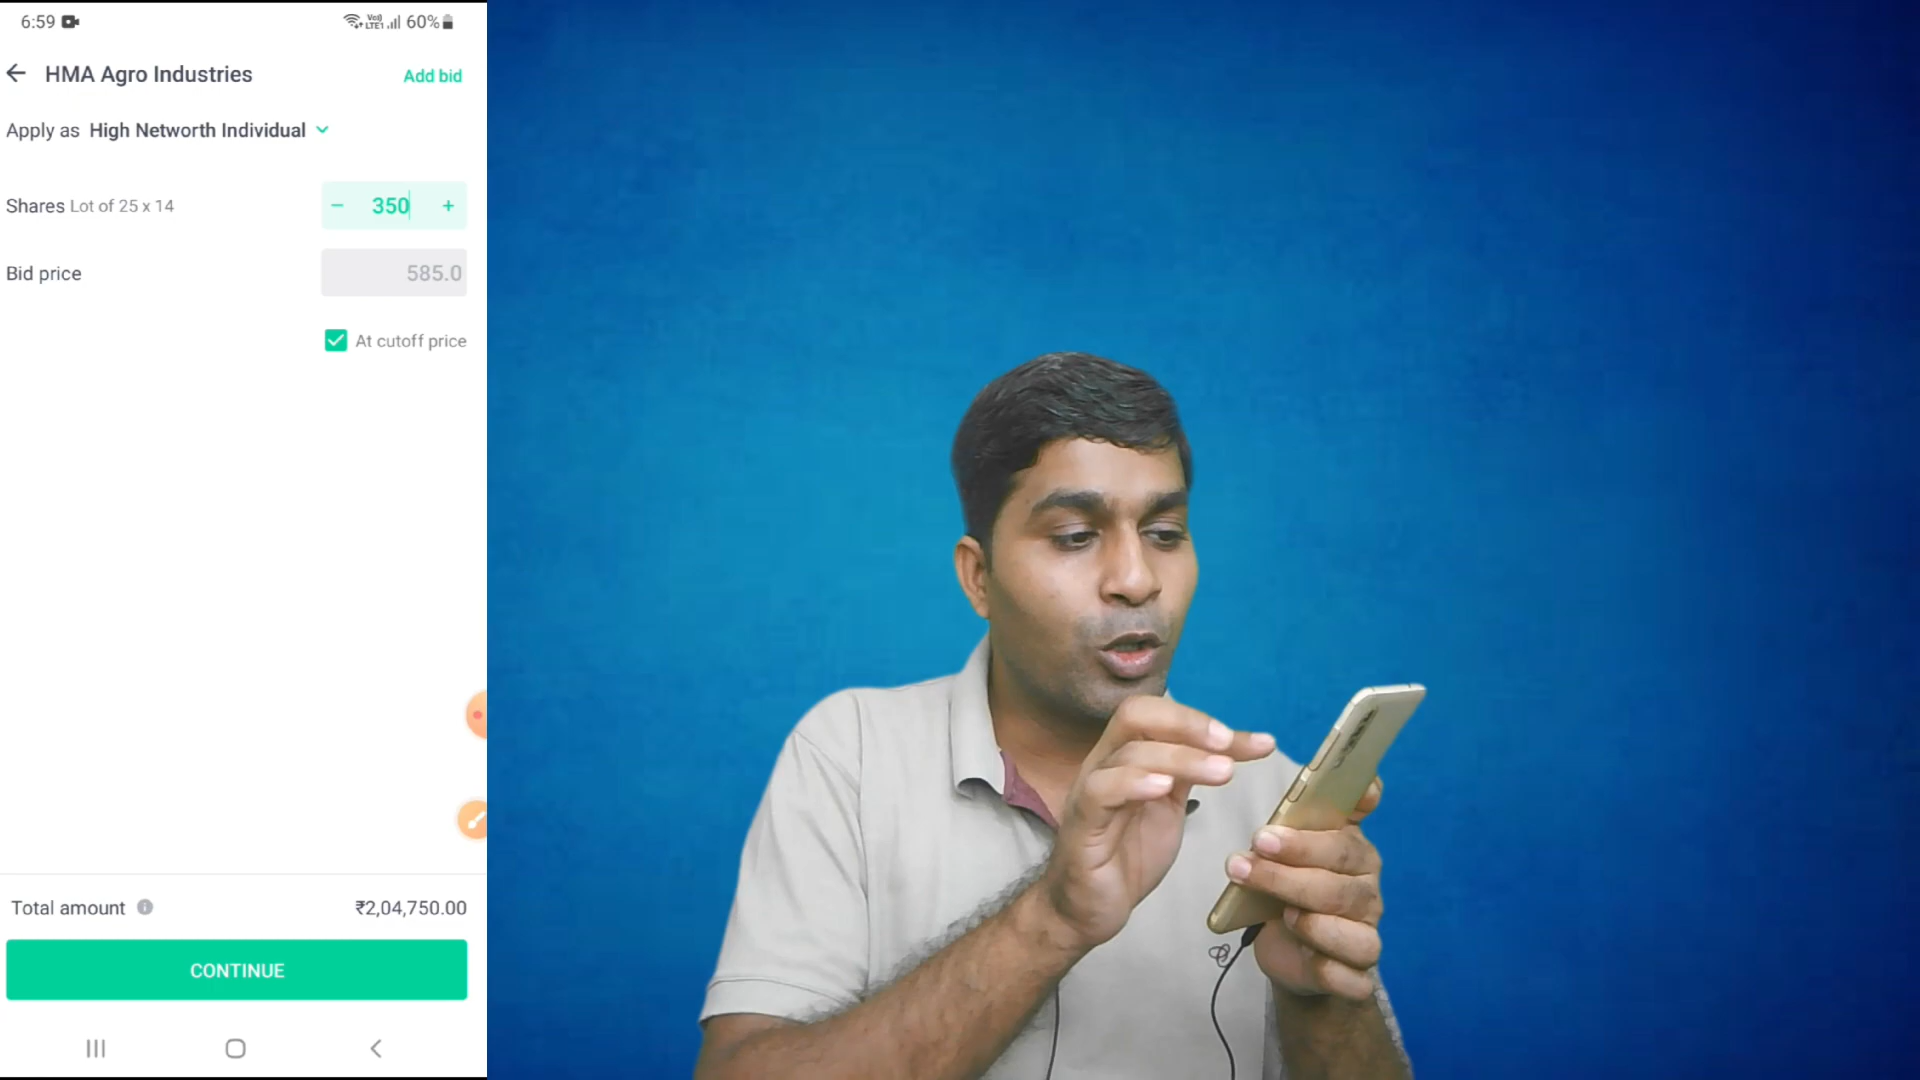 6:59 60%
HMA Agro Industries Add bid
Apply as High Networth Individual
Shares Lot of 25 x 14 − 350 +
Bid price 585.0
At cutoff price
Total amount ₹2,04,750.00
CONTINUE